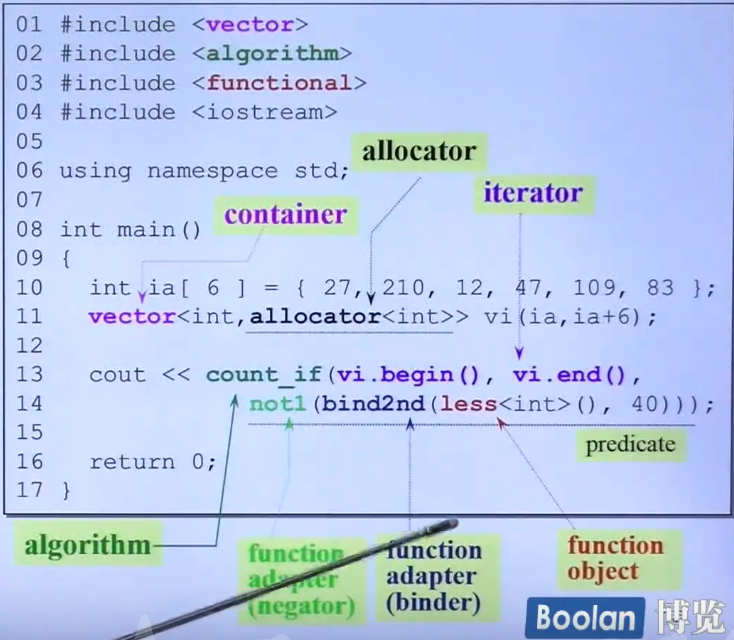 01 #include <vector>
02 #include <algorithm>
03 #include <functional>
04 #include <iostream>
05
allocator
06 using namespace std;
iterator
07
container
08 int main()
09 {
10 int ia[ 6 ] = { 27, 210, 12, 47, 109, 83 };
11 vector<int,allocator<int>> vi(ia,ia+6);
12
13 cout << count_if(vi.begin(), vi.end(),
14 not1(bind2nd(less<int>(), 40)));
15
predicate
16 return 0;
17 }
algorithm
function
adapter
(negator)
function
adapter
(binder)
function
object
Boolan 博览